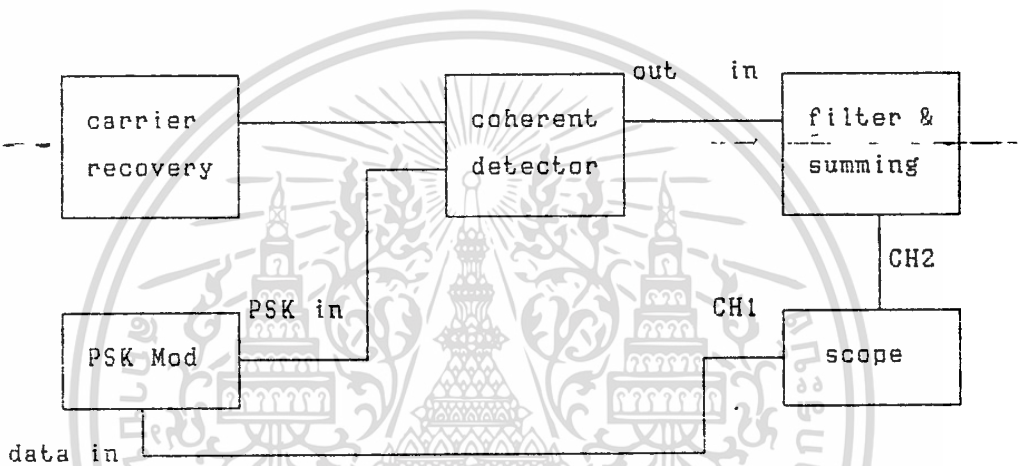 out in
carrier
recovery
coherent
detector
filter &
summing
CH2
PSK in
CH1
PSK Mod
scope
data in